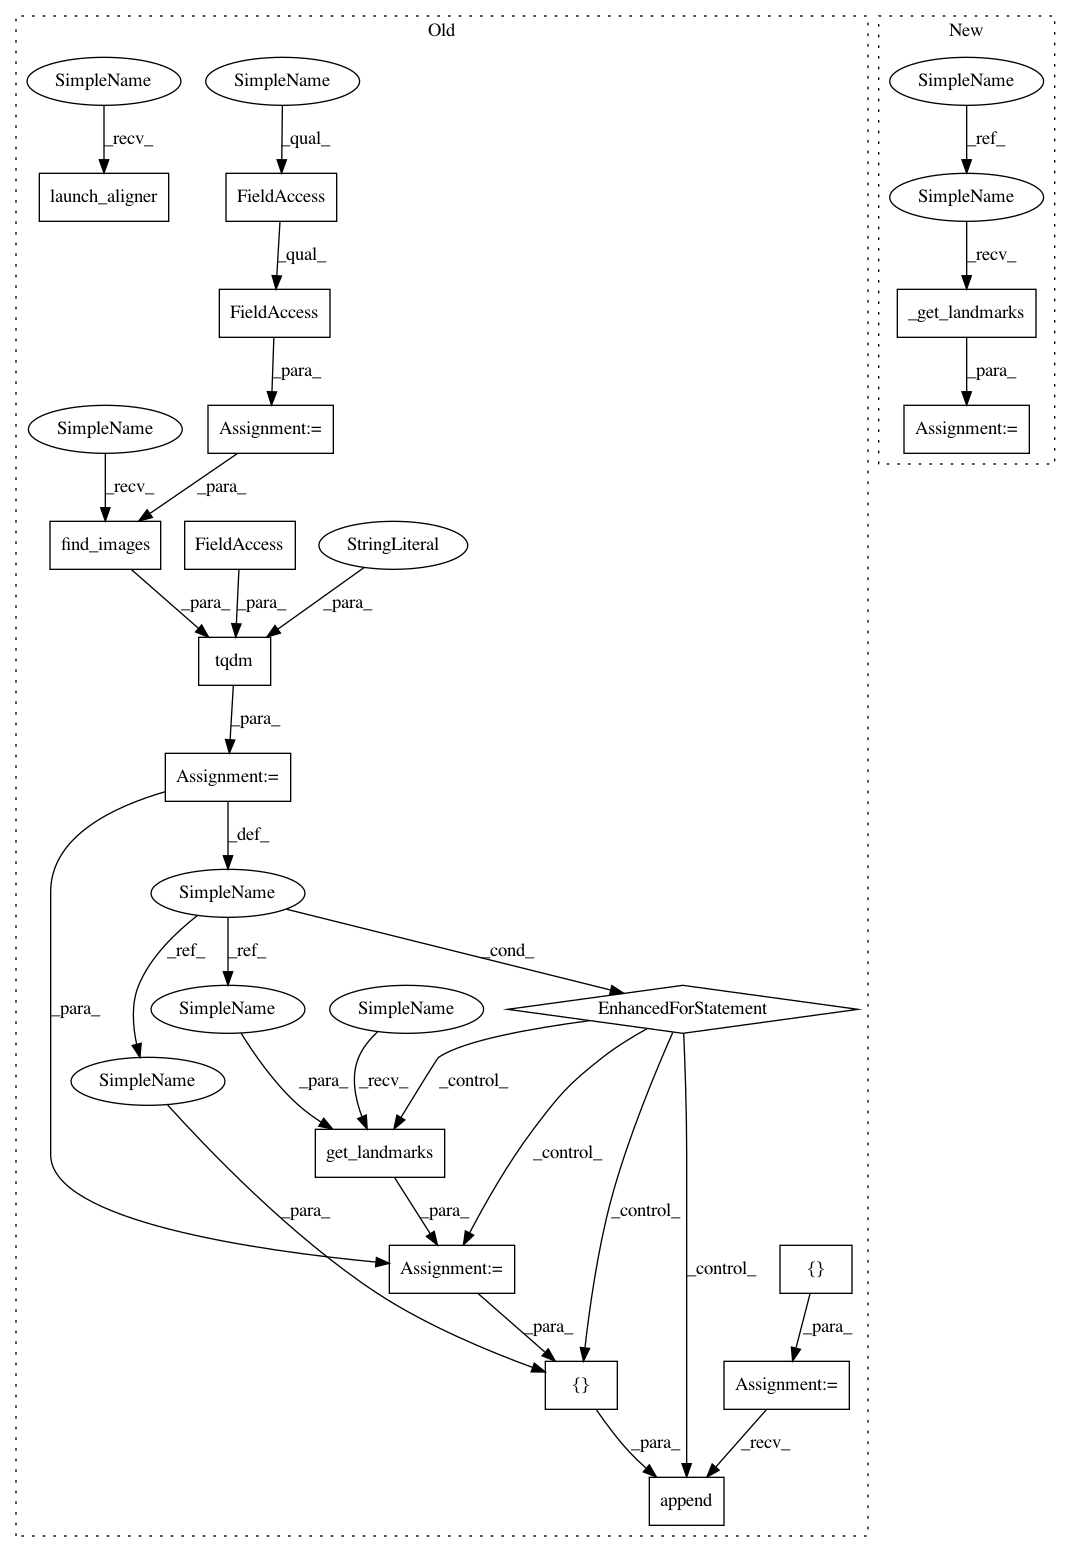 Old
New
SimpleName
SimpleName
SimpleName
_recv_
_qual_
_ref_
launch_aligner
FieldAccess
SimpleName
_qual_
_recv_
FieldAccess
_get_landmarks
_para_
_para_
SimpleName
Assignment:=
Assignment:=
_recv_
_para_
find_images
FieldAccess
StringLiteral
_para_
_para_
_para_
tqdm
_para_
Assignment:=
_def_
SimpleName
_ref_
_ref_
_cond_
_para_
SimpleName
SimpleName
EnhancedForStatement
SimpleName
_para_
_recv_
_control_
get_landmarks
_control_
_para_
_para_
_control_
_control_
Assignment:=
{}
_para_
_para_
{}
Assignment:=
_para_
_recv_
append